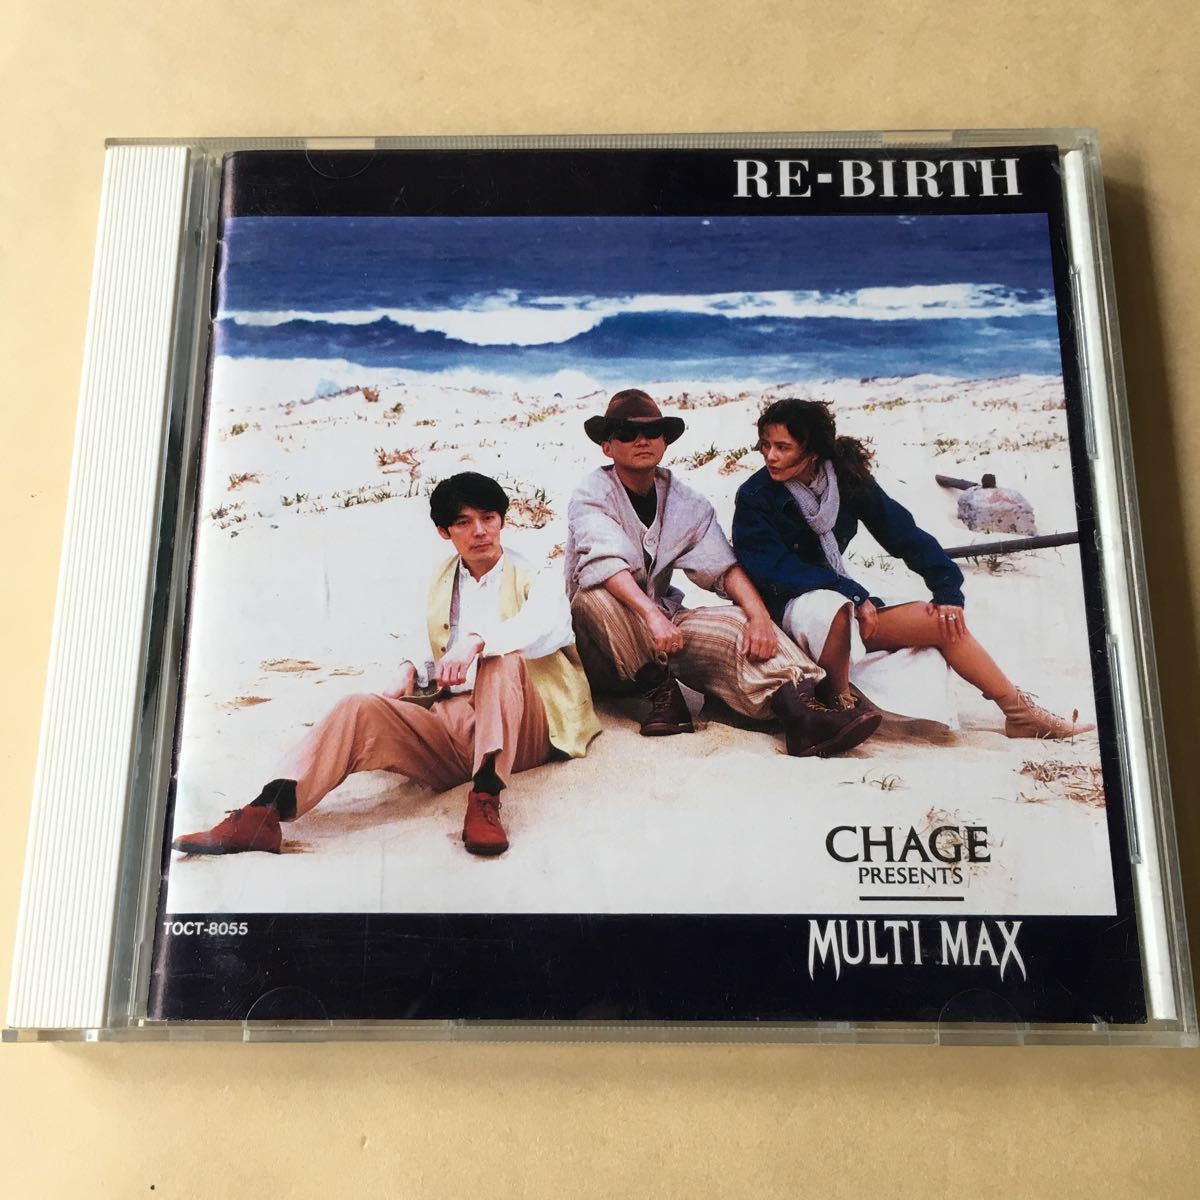 RE-BIRTH
CHAGE
PRESENTS
TOCT-8055
MULTI MAX